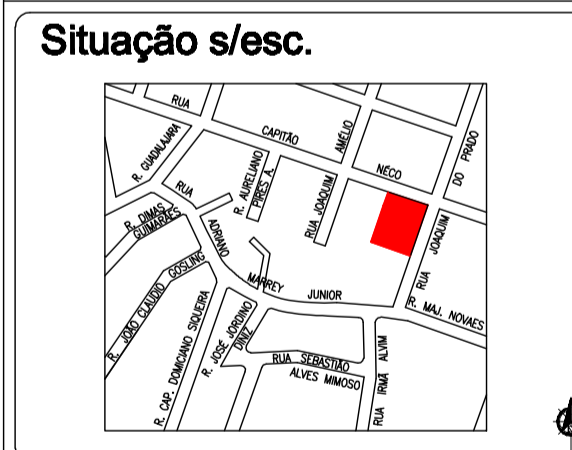 Situação s/esc.
RUA
CAPITÃO
NÉCO
AMÉLIO
RUA JOAQUIM
DO PRADO
R. GUADALAJARA
RUA
ADRIANO
MARREY
JUNIOR
R. AURELIANO
PIRES A.
RUA
JOAQUIM
R. DIMAS
GUIMARÃES
R. JOÃO CLAUDIO
GOSLING
R. CAP. DOMICIANO SIQUEIRA
R. JOSÉ JORDINO
DINIZ
RUA SEBASTIÃO
ALVES MIMOSO
RUA IRMÃ ALVIM
R. MAJ. NOVAES